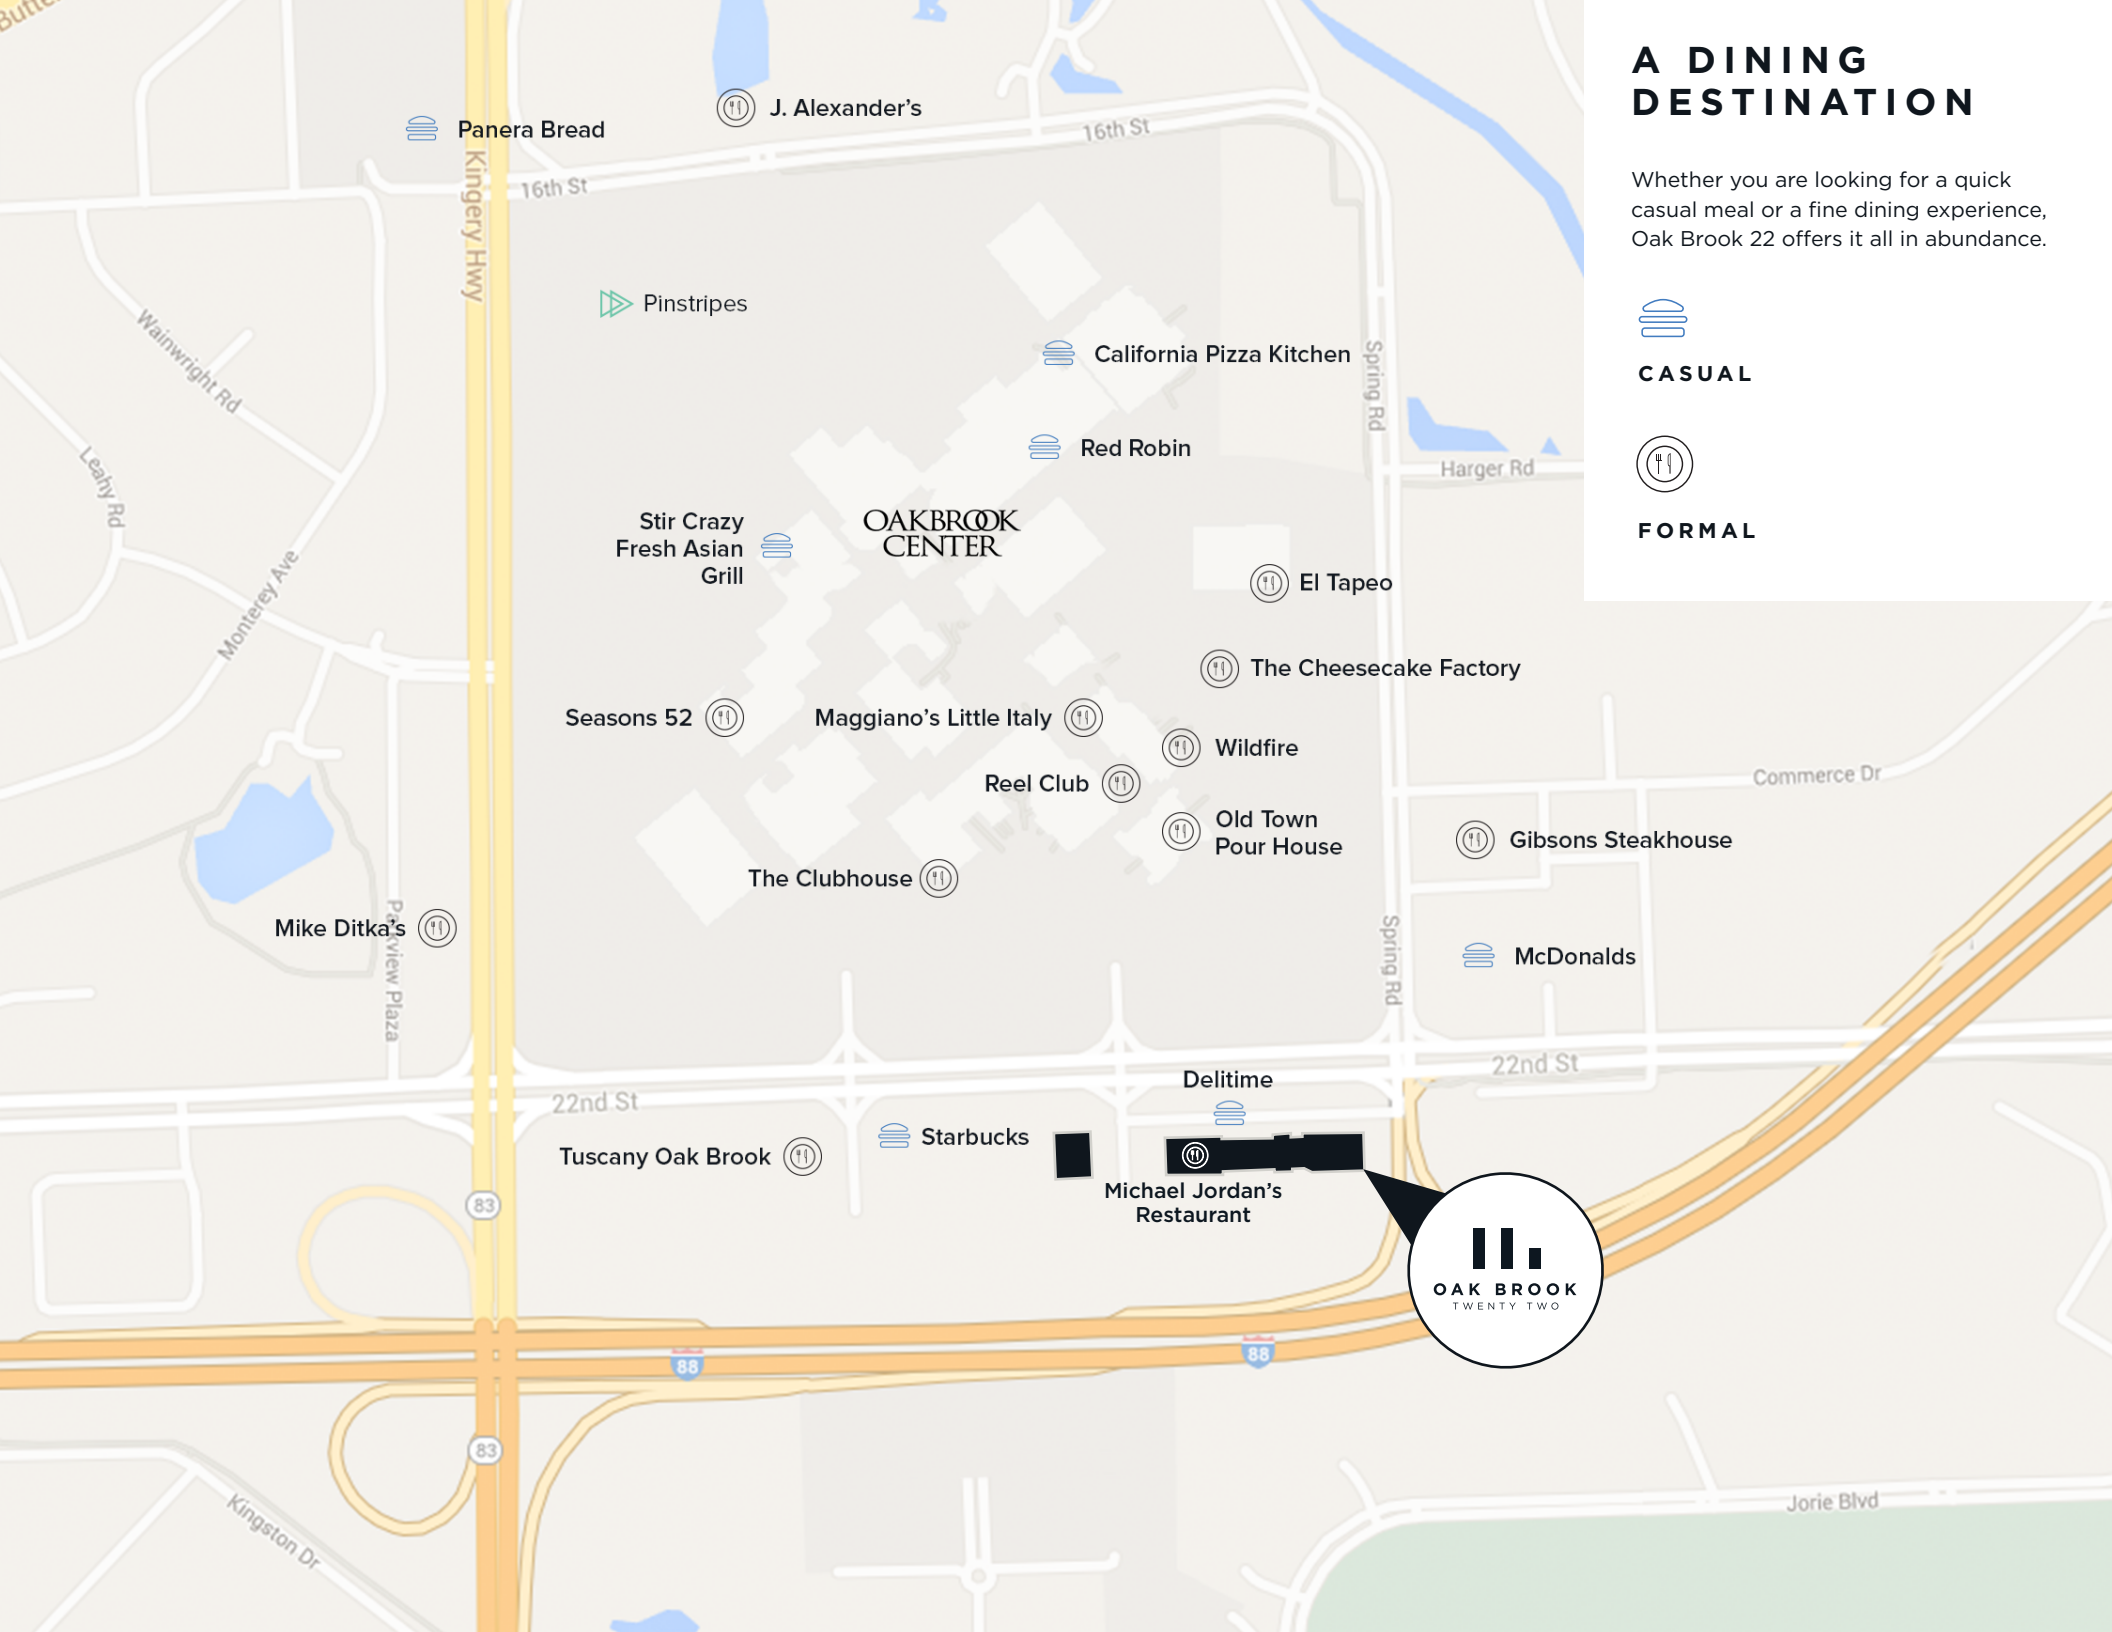 Butte
A DINING
DESTINATION
Whether you are looking for a quick
casual meal or a fine dining experience,
Oak Brook 22 offers it all in abundance.
CASUAL
FORMAL
J. Alexander's
Panera Bread
16th St
16th St
Kingery Hwy
Pinstripes
Wainwright Rd
California Pizza Kitchen
Spring Rd
Red Robin
Harger Rd
Leahy Rd
Stir Crazy
Fresh Asian
Grill
OAKBROOK
CENTER
El Tapeo
Monterey Ave
The Cheesecake Factory
Seasons 52
Maggiano's Little Italy
Wildfire
Reel Club
Commerce Dr
Old Town
Pour House
Gibsons Steakhouse
The Clubhouse
Mike Ditka's
Parkview Plaza
Spring Rd
McDonalds
22nd St
22nd St
Delitime
Starbucks
Tuscany Oak Brook
Michael Jordan's
Restaurant
83
OAK BROOK
TWENTY TWO
88
88
83
Kingston Dr
Jorie Blvd